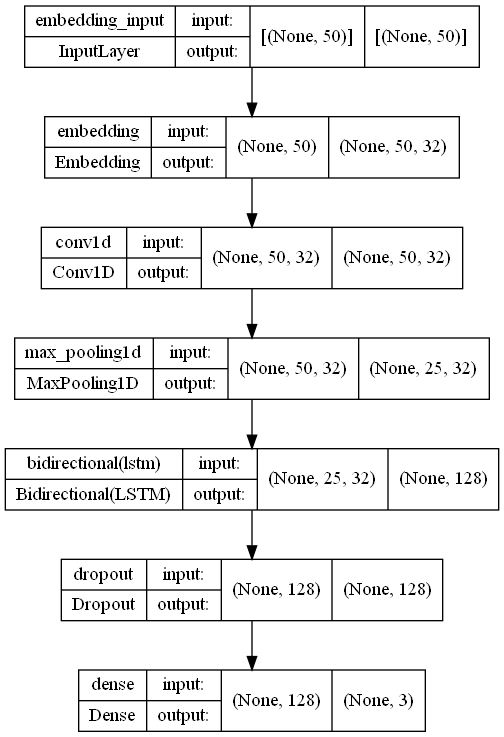 embedding_input input: [(None, 50)] [(None, 50)]
InputLayer output:
embedding input: (None, 50) (None, 50, 32)
Embedding output:
conv1d input: (None, 50, 32) (None, 50, 32)
Conv1D output:
max_pooling1d input: (None, 50, 32) (None, 25, 32)
MaxPooling1D output:
bidirectional(lstm) input: (None, 25, 32) (None, 128)
Bidirectional(LSTM) output:
dropout input: (None, 128) (None, 128)
Dropout output:
dense input: (None, 128) (None, 3)
Dense output: